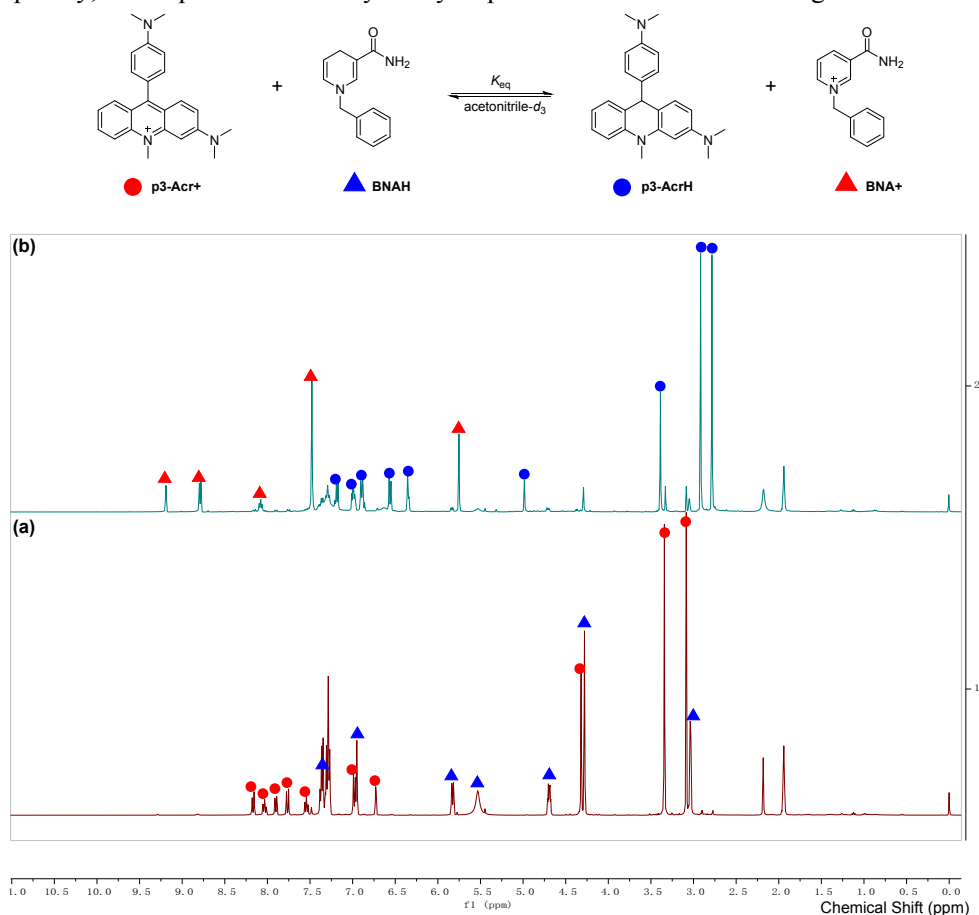 N
O
NH₂
N
N⁺
N
+
Keq
acetonitrile-d₃
N
N
N
+
O
NH₂
N⁺
p3-Acr+
BNAH
p3-AcrH
BNA+
(b)
2
(a)
1
1.0 10.5 10.0 9.5 9.0 8.5 8.0 7.5 7.0 6.5 6.0 5.5 5.0 4.5 4.0 3.5 3.0 2.5 2.0 1.5 1.0 0.5 0.0
f1 (ppm)
Chemical Shift (ppm)